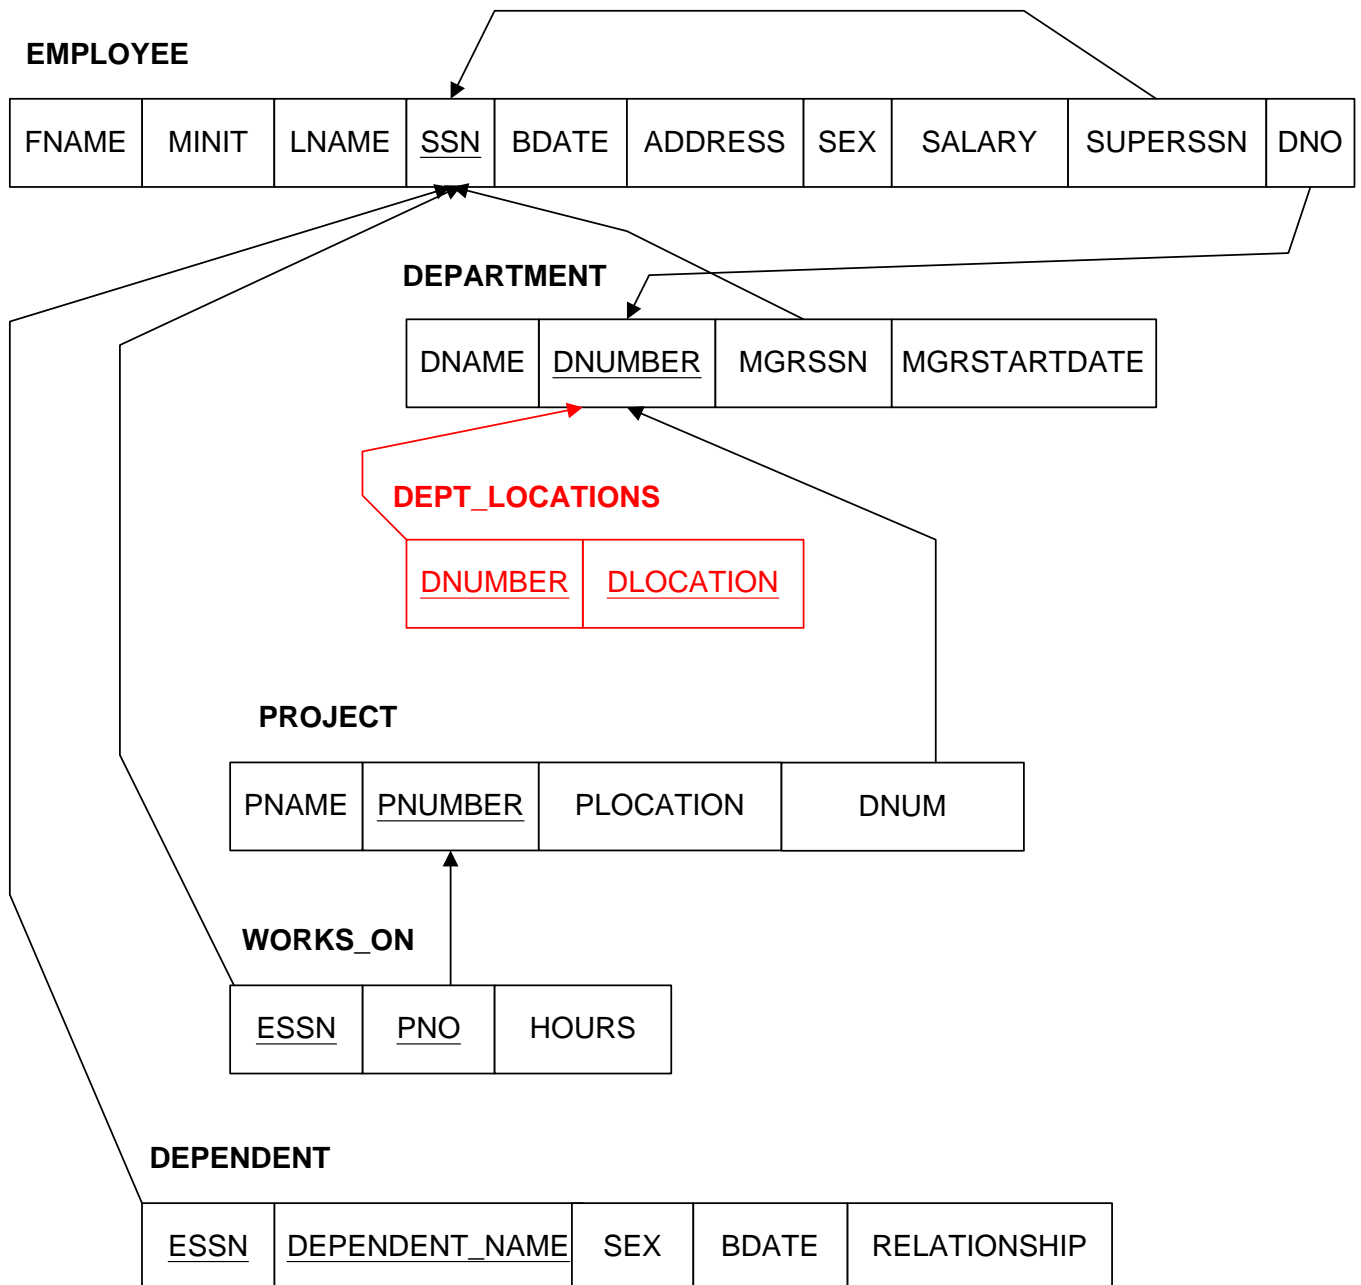 EMPLOYEE
FNAME MINIT LNAME SSN BDATE ADDRESS SEX SALARY SUPERSSN DNO
DEPARTMENT
DNAME DNUMBER MGRSSN MGRSTARTDATE
DEPT_LOCATIONS
DNUMBER DLOCATION
PROJECT
PNAME PNUMBER PLOCATION DNUM
WORKS_ON
ESSN PNO HOURS
DEPENDENT
ESSN DEPENDENT_NAME SEX BDATE RELATIONSHIP